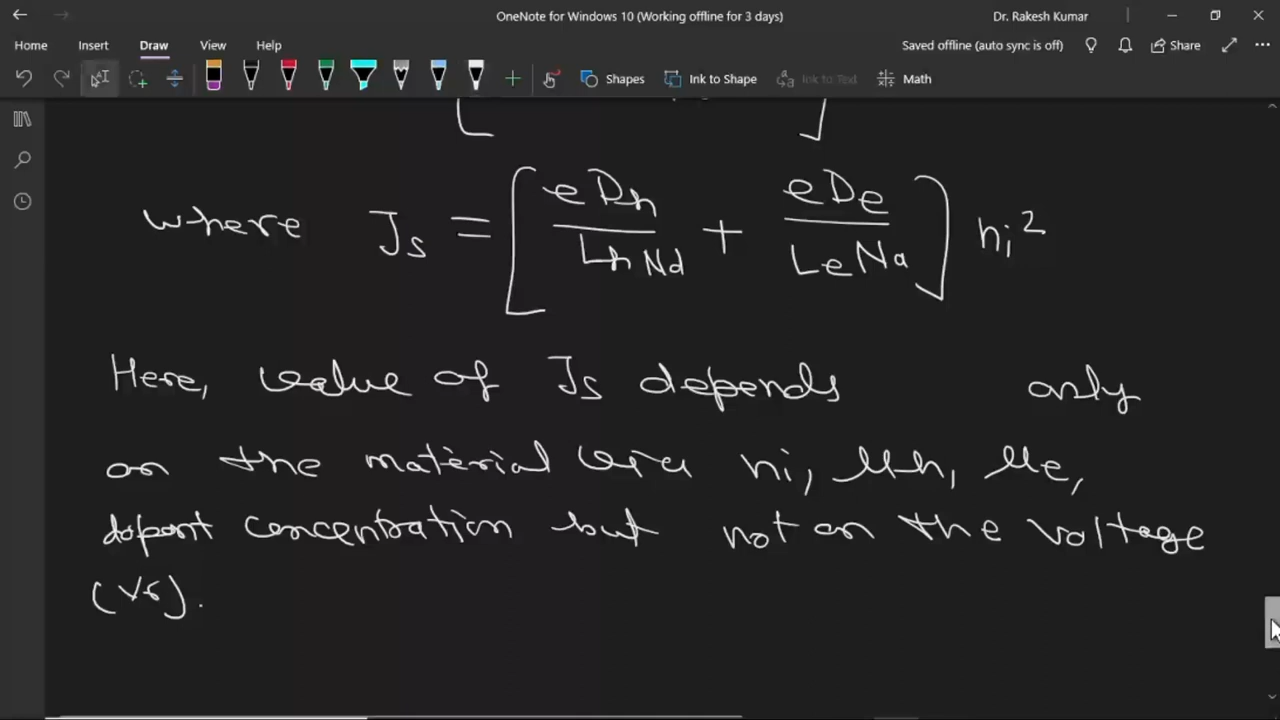 OneNote for Windows 10 (Working offline for 3 days)
Dr. Rakesh Kumar
Home Insert Draw View Help
Saved offline (auto sync is off)
Share
Shapes
Ink to Shape
Ink to Text
Math
where Js = [ eDh / LhNd + eDe / LeNa ] ni²
Here, value of Js depends only
on the material via ni, μh, μe,
dopant concentration but not on the voltage
(Vr).